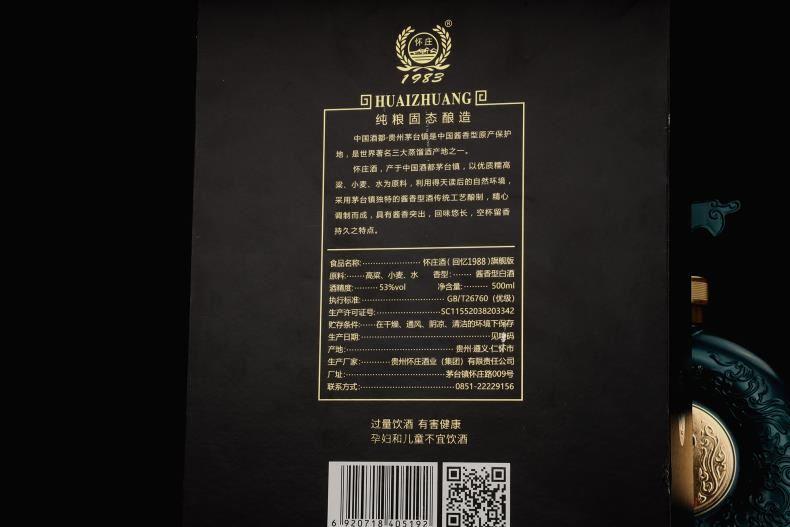 ®
怀庄
1983
HUAIZHUANG
纯粮固态酿造
中国酒都·贵州茅台镇是中国酱香型原产保护
地，是世界著名三大蒸馏酒产地之一。
怀庄酒，产于中国酒都茅台镇，以优质糯高
粱、小麦、水为原料，利用得天读后的自然环境，
采用茅台镇独特的酱香型酒传统工艺酿制，精心
调制而成，具有酱香突出，回味悠长，空杯留香
持久之特点。
食品名称:··················怀庄酒（回忆1988）旗舰版
原料:······高粱、小麦、水 香型:······酱香型白酒
酒精度:········53%vol 净含量:········500ml
执行标准:························GB/T26760（优级）
生产许可证号:····················SC11552038203342
贮存条件:·····在干燥、通风、阴凉、清洁的环境下保存
生产日期:································见喷码
产地:······························贵州·遵义·仁怀市
生产厂家:·········贵州怀庄酒业（集团）有限责任公司
厂址:····························茅台镇怀庄路009号
联系方式:··························0851-22229156
过量饮酒 有害健康
孕妇和儿童不宜饮酒
6 920718 405192